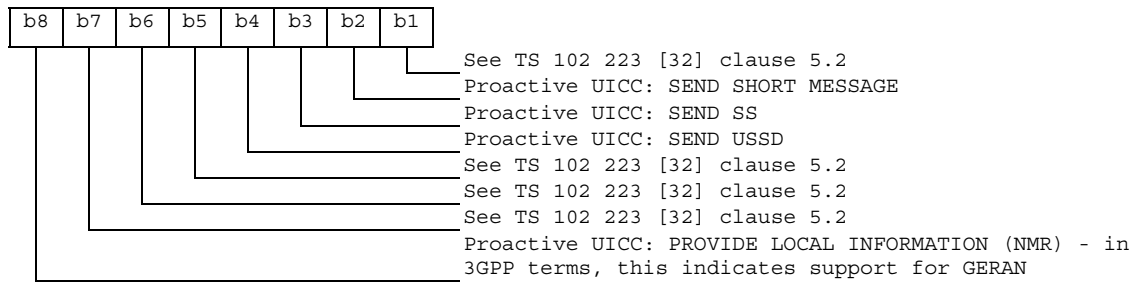 b8 b7 b6 b5 b4 b3 b2 b1
See TS 102 223 [32] clause 5.2
Proactive UICC: SEND SHORT MESSAGE
Proactive UICC: SEND SS
Proactive UICC: SEND USSD
See TS 102 223 [32] clause 5.2
See TS 102 223 [32] clause 5.2
See TS 102 223 [32] clause 5.2
Proactive UICC: PROVIDE LOCAL INFORMATION (NMR) - in
3GPP terms, this indicates support for GERAN